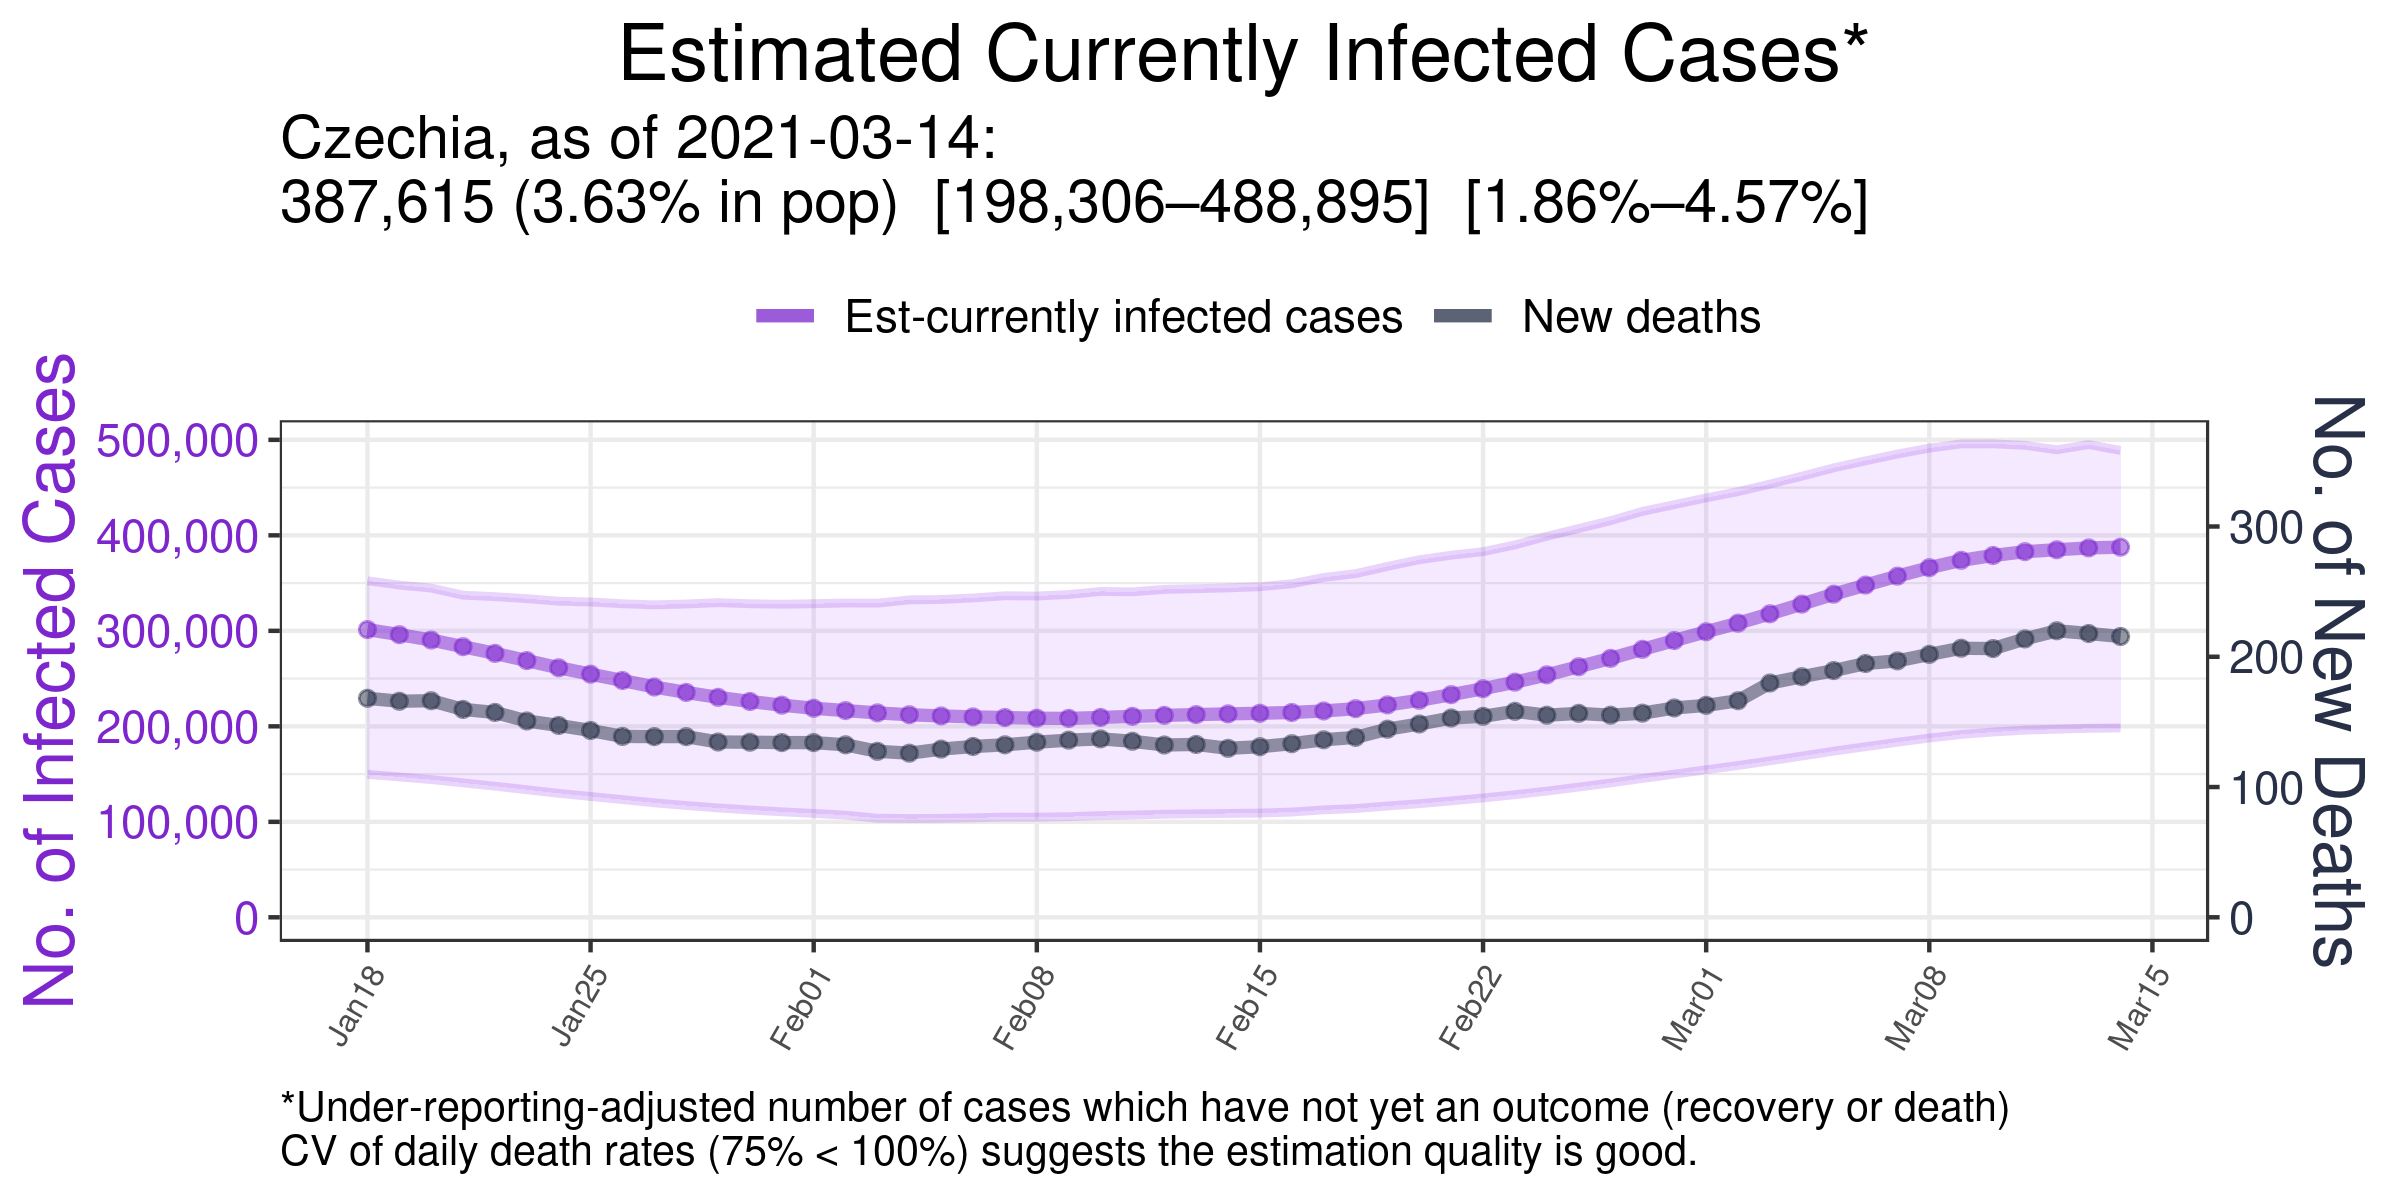 Estimated Currently Infected Cases*
Czechia, as of 2021-03-14:
387,615 (3.63% in pop)  [198,306–488,895]  [1.86%–4.57%]
Est-currently infected cases
New deaths
No. of Infected Cases
500,000
400,000
300,000
200,000
100,000
0
No. of New Deaths
300
200
100
0
Jan18
Jan25
Feb01
Feb08
Feb15
Feb22
Mar01
Mar08
Mar15
*Under-reporting-adjusted number of cases which have not yet an outcome (recovery or death)
CV of daily death rates (75% < 100%) suggests the estimation quality is good.